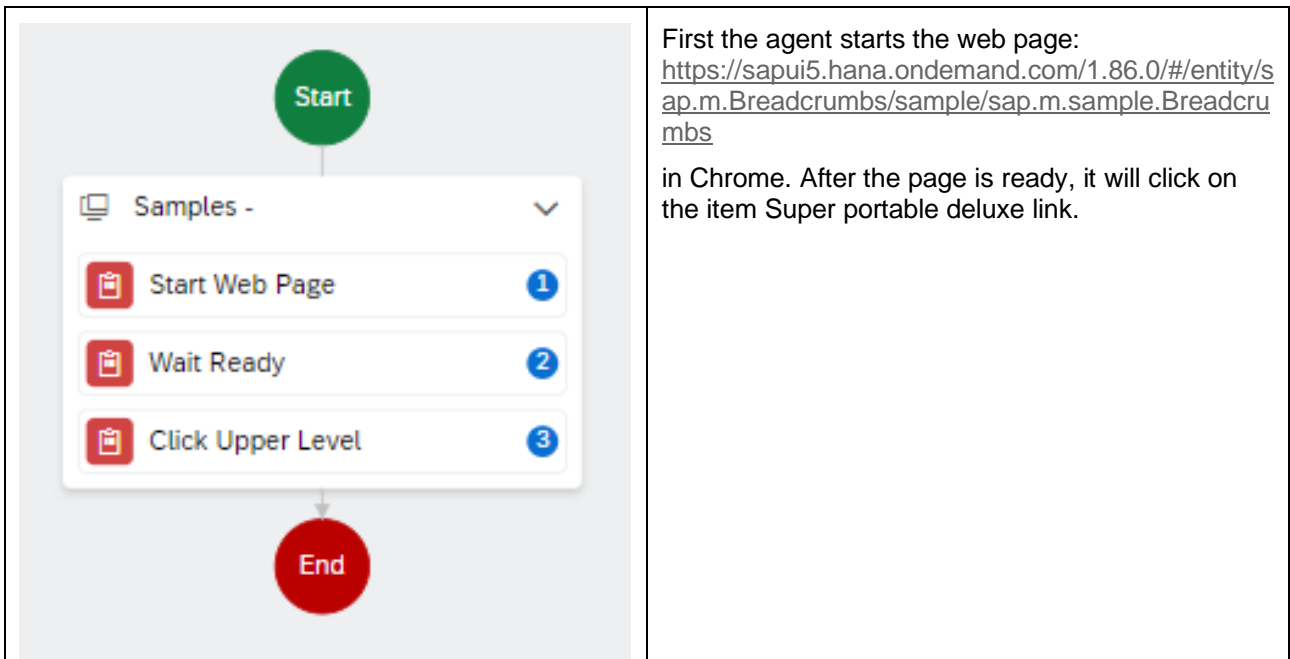 Start
Samples -
Start Web Page
1
Wait Ready
2
Click Upper Level
3
End
First the agent starts the web page:
https://sapui5.hana.ondemand.com/1.86.0/#/entity/s
ap.m.Breadcrumbs/sample/sap.m.sample.Breadcru
mbs
in Chrome. After the page is ready, it will click on
the item Super portable deluxe link.